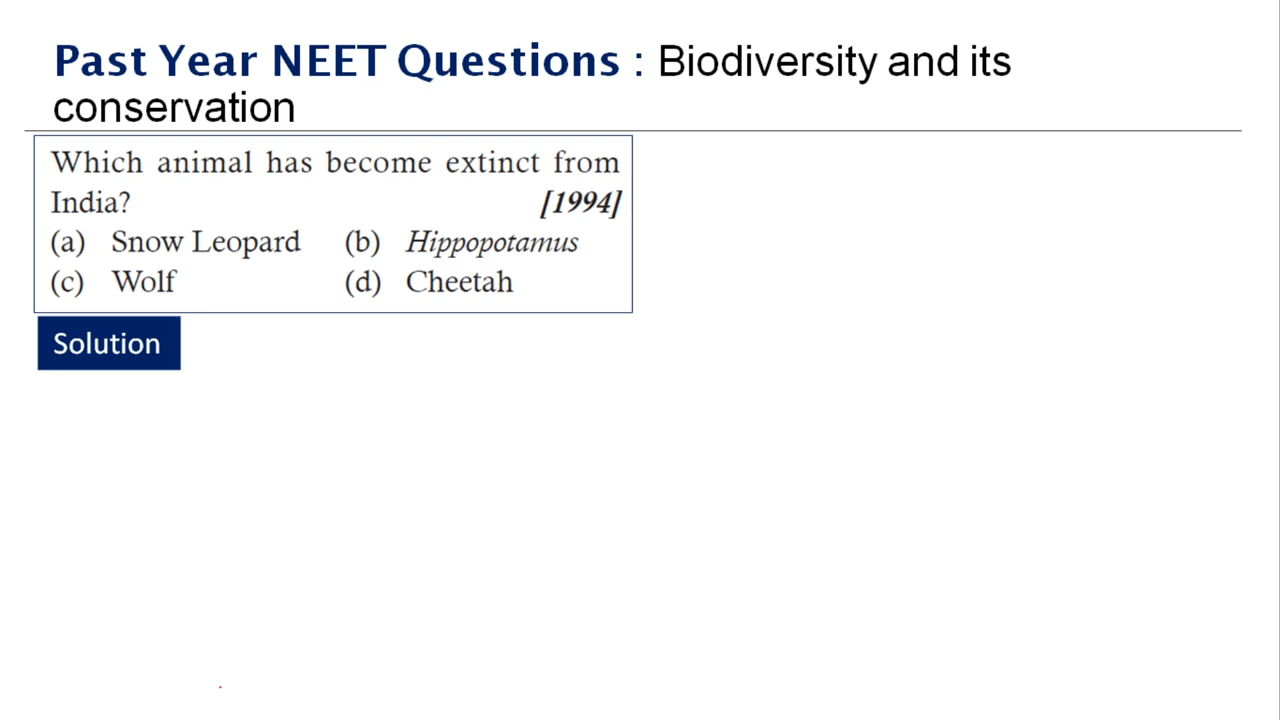 Past Year NEET Questions : Biodiversity and its
conservation
Which animal has become extinct from
India? [1994]
(a) Snow Leopard (b) Hippopotamus
(c) Wolf (d) Cheetah
Solution